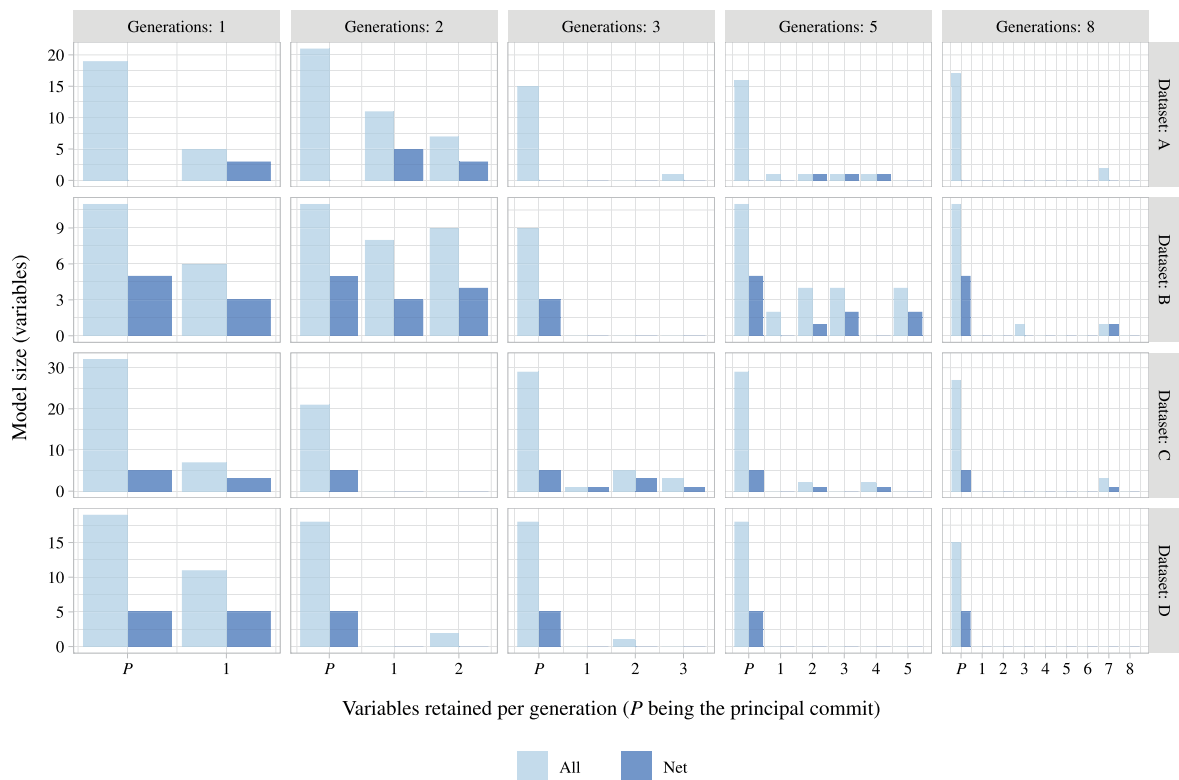 Generations: 1
Generations: 2
Generations: 3
Generations: 5
Generations: 8
20
15
10
5
0
Dataset: A
9
6
3
0
Dataset: B
30
20
10
0
Dataset: C
15
10
5
0
Dataset: D
Model size (variables)
P 1
P 1 2
P 1 2 3
P 1 2 3 4 5
P 1 2 3 4 5 6 7 8
Variables retained per generation (P being the principal commit)
All
Net